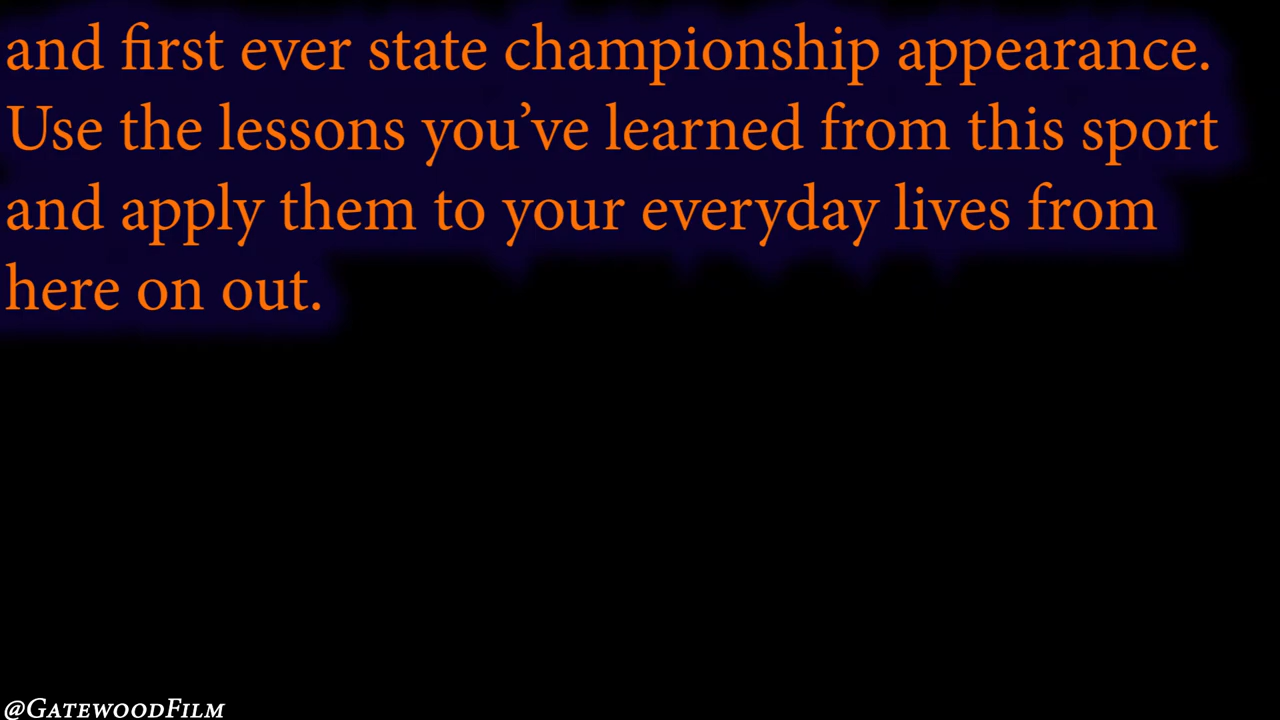 and first ever state championship appearance.
Use the lessons you’ve learned from this sport
and apply them to your everyday lives from
here on out.
@GatewoodFilm